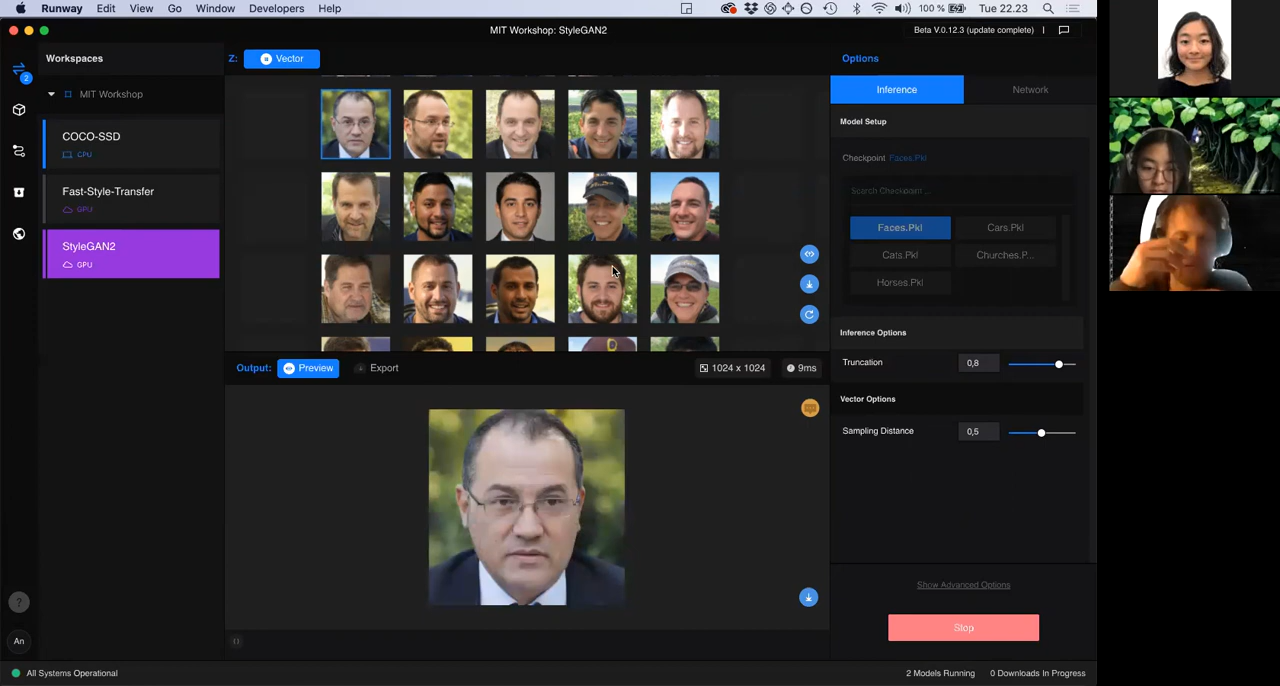 Runway File Edit View Go Window Developers Help 100 % Tue 22.23
MIT Workshop: StyleGAN2
Beta V.0.12.3 (update complete)
Workspaces
Z: Vector
Options
2
MIT Workshop
Inference
Network
COCO-SSD
CPU
Model Setup
Checkpoint Faces.Pkl
Fast-Style-Transfer
GPU
Search Checkpoint ...
Faces.Pkl
Cars.Pkl
StyleGAN2
GPU
Cats.Pkl
Churches.P...
Horses.Pkl
Inference Options
Output: Preview Export 1024 x 1024 9ms
Truncation 0,8
Vector Options
Sampling Distance 0,5
Show Advanced Options
?
Stop
An
All Systems Operational
2 Models Running 0 Downloads In Progress